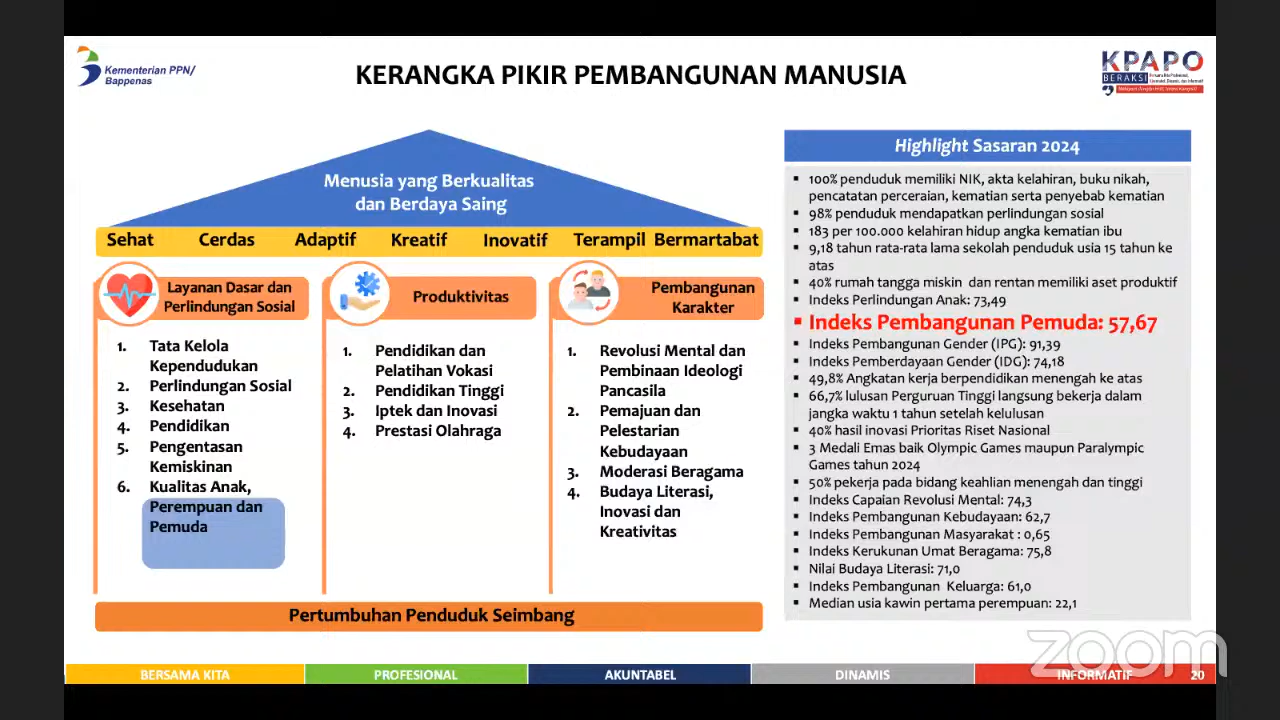 Kementerian PPN/
Bappenas
KERANGKA PIKIR PEMBANGUNAN MANUSIA
KPAPO
BERAKSI
Menusia yang Berkualitas
dan Berdaya Saing
Sehat Cerdas Adaptif Kreatif Inovatif Terampil Bermartabat
Layanan Dasar dan
Perlindungan Sosial
1. Tata Kelola
Kependudukan
2. Perlindungan Sosial
3. Kesehatan
4. Pendidikan
5. Pengentasan
Kemiskinan
6. Kualitas Anak,
Perempuan dan
Pemuda
Produktivitas
1. Pendidikan dan
Pelatihan Vokasi
2. Pendidikan Tinggi
3. Iptek dan Inovasi
4. Prestasi Olahraga
Pembangunan
Karakter
1. Revolusi Mental dan
Pembinaan Ideologi
Pancasila
2. Pemajuan dan
Pelestarian
Kebudayaan
3. Moderasi Beragama
4. Budaya Literasi,
Inovasi dan
Kreativitas
Pertumbuhan Penduduk Seimbang
Highlight Sasaran 2024
▪ 100% penduduk memiliki NIK, akta kelahiran, buku nikah,
pencatatan perceraian, kematian serta penyebab kematian
▪ 98% penduduk mendapatkan perlindungan sosial
▪ 183 per 100.000 kelahiran hidup angka kematian ibu
▪ 9,18 tahun rata-rata lama sekolah penduduk usia 15 tahun ke
atas
▪ 40% rumah tangga miskin dan rentan memiliki aset produktif
▪ Indeks Perlindungan Anak: 73,49
▪ Indeks Pembangunan Pemuda: 57,67
▪ Indeks Pembangunan Gender (IPG): 91,39
▪ Indeks Pemberdayaan Gender (IDG): 74,18
▪ 49,8% Angkatan kerja berpendidikan menengah ke atas
▪ 66,7% lulusan Perguruan Tinggi langsung bekerja dalam
jangka waktu 1 tahun setelah kelulusan
▪ 40% hasil inovasi Prioritas Riset Nasional
▪ 3 Medali Emas baik Olympic Games maupun Paralympic
Games tahun 2024
▪ 50% pekerja pada bidang keahlian menengah dan tinggi
▪ Indeks Capaian Revolusi Mental: 74,3
▪ Indeks Pembangunan Kebudayaan: 62,7
▪ Indeks Pembangunan Masyarakat : 0,65
▪ Indeks Kerukunan Umat Beragama: 75,8
▪ Nilai Budaya Literasi: 71,0
▪ Indeks Pembangunan Keluarga: 61,0
▪ Median usia kawin pertama perempuan: 22,1
zoom
BERSAMA KITA PROFESIONAL AKUNTABEL DINAMIS INFORMATIF 20